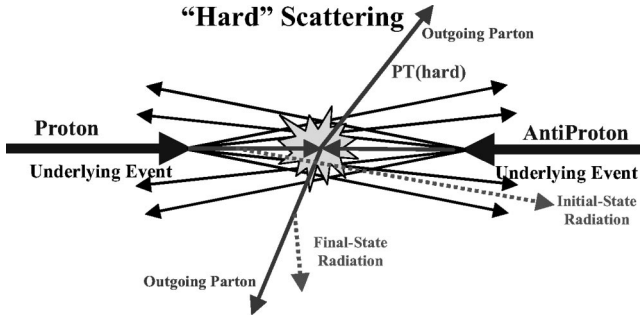 “Hard” Scattering
Outgoing Parton
PT(hard)
Proton
AntiProton
Underlying Event
Underlying Event
Initial-State
Radiation
Final-State
Radiation
Outgoing Parton